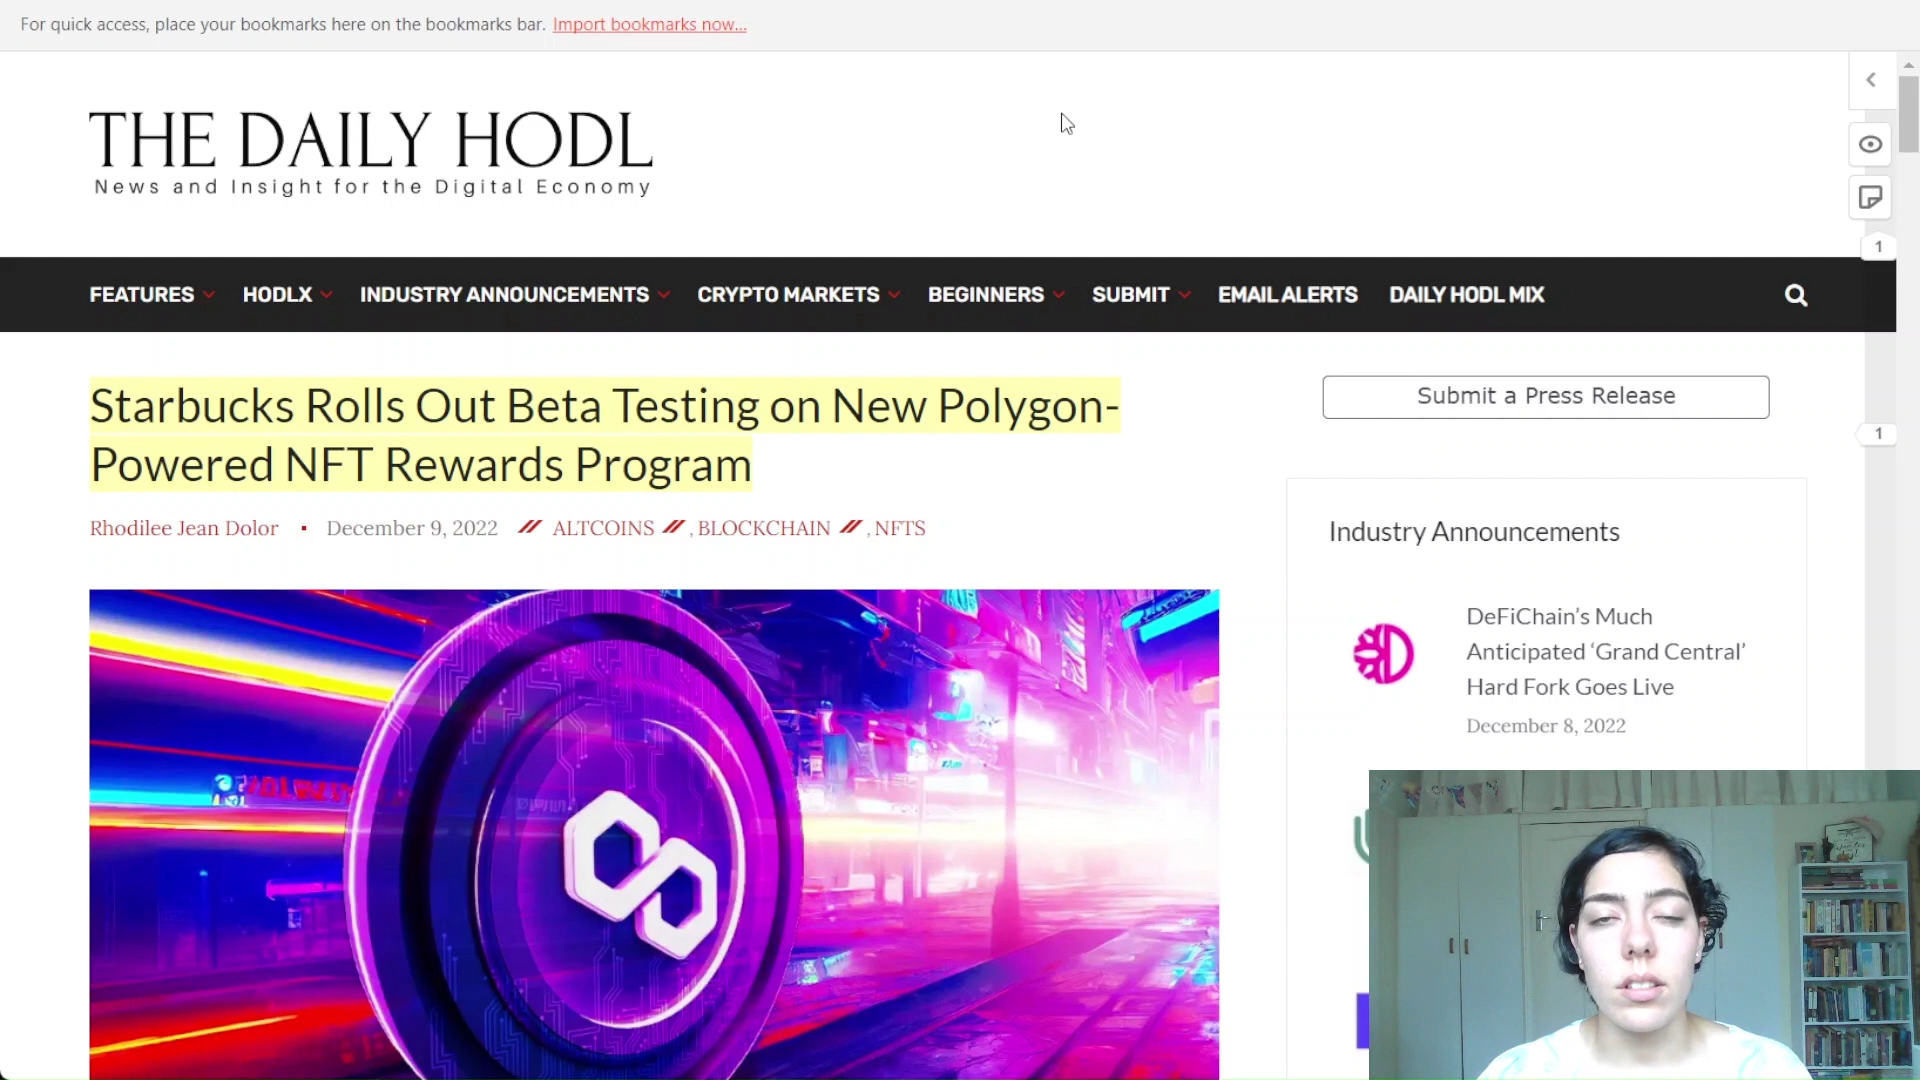 For quick access, place your bookmarks here on the bookmarks bar. Import bookmarks now...
THE DAILY HODL
News and Insight for the Digital Economy
1
FEATURES HODLX INDUSTRY ANNOUNCEMENTS CRYPTO MARKETS BEGINNERS SUBMIT EMAIL ALERTS DAILY HODL MIX
Starbucks Rolls Out Beta Testing on New Polygon-
Powered NFT Rewards Program
Rhodilee Jean Dolor ▪ December 9, 2022 // ALTCOINS // , BLOCKCHAIN // , NFTS
Submit a Press Release
1
Industry Announcements
DeFiChain’s Much
Anticipated ‘Grand Central’
Hard Fork Goes Live
December 8, 2022